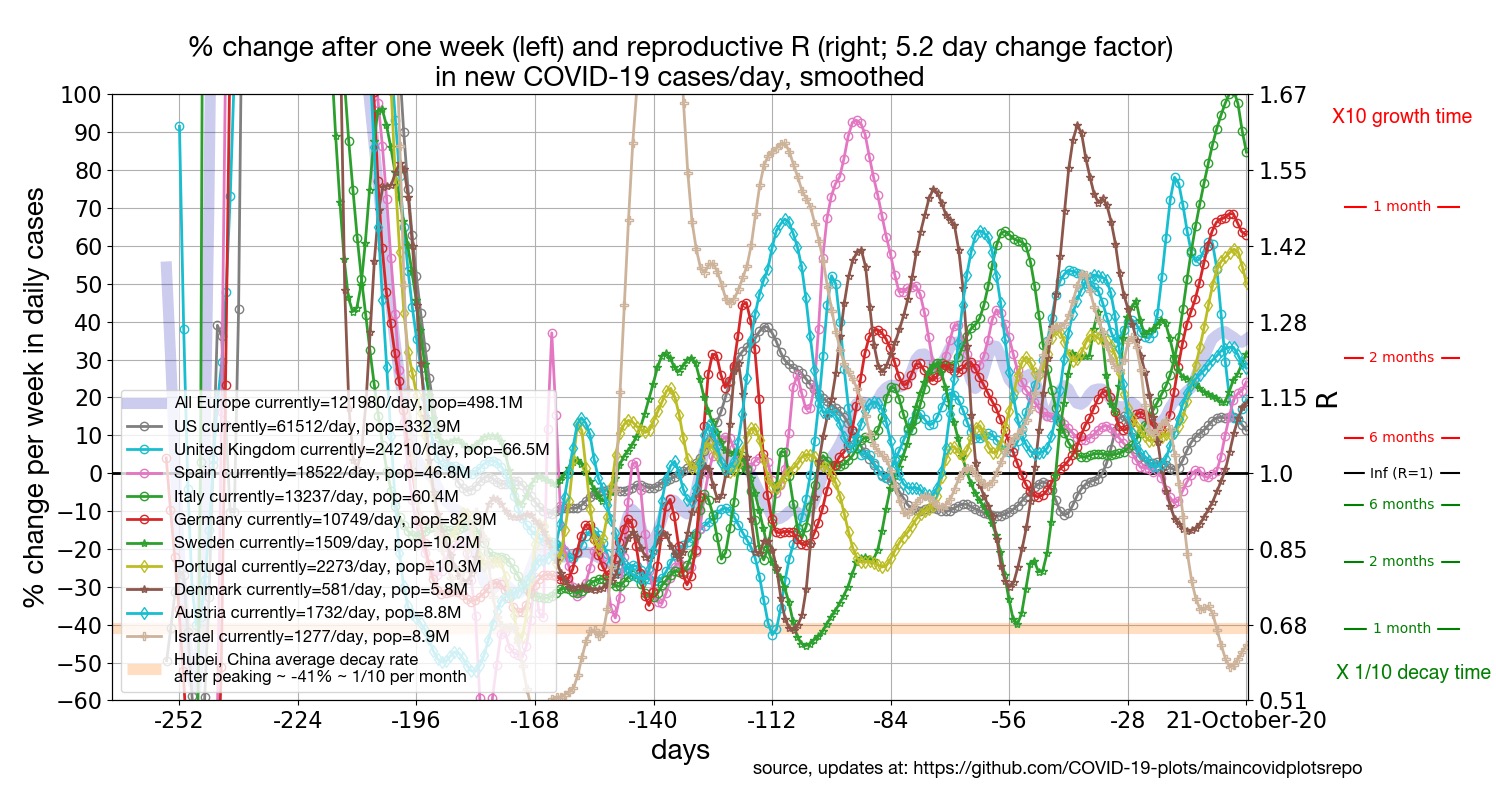 % change after one week (left) and reproductive R (right; 5.2 day change factor)
in new COVID-19 cases/day, smoothed
% change per week in daily cases
100
90
80
70
60
50
40
30
20
10
0
−10
−20
−30
−40
−50
−60
All Europe currently=121980/day, pop=498.1M
US currently=61512/day, pop=332.9M
United Kingdom currently=24210/day, pop=66.5M
Spain currently=18522/day, pop=46.8M
Italy currently=13237/day, pop=60.4M
Germany currently=10749/day, pop=82.9M
Sweden currently=1509/day, pop=10.2M
Portugal currently=2273/day, pop=10.3M
Denmark currently=581/day, pop=5.8M
Austria currently=1732/day, pop=8.8M
Israel currently=1277/day, pop=8.9M
Hubei, China average decay rate
after peaking ~ -41% ~ 1/10 per month
-252 -224 -196 -168 -140 -112 -84 -56 -28 21-October-20
days
1.67
1.55
1.42
1.28
1.15
1.0
0.85
0.68
0.51
R
X10 growth time
1 month
2 months
6 months
Inf (R=1)
6 months
2 months
1 month
X 1/10 decay time
source, updates at: https://github.com/COVID-19-plots/maincovidplotsrepo